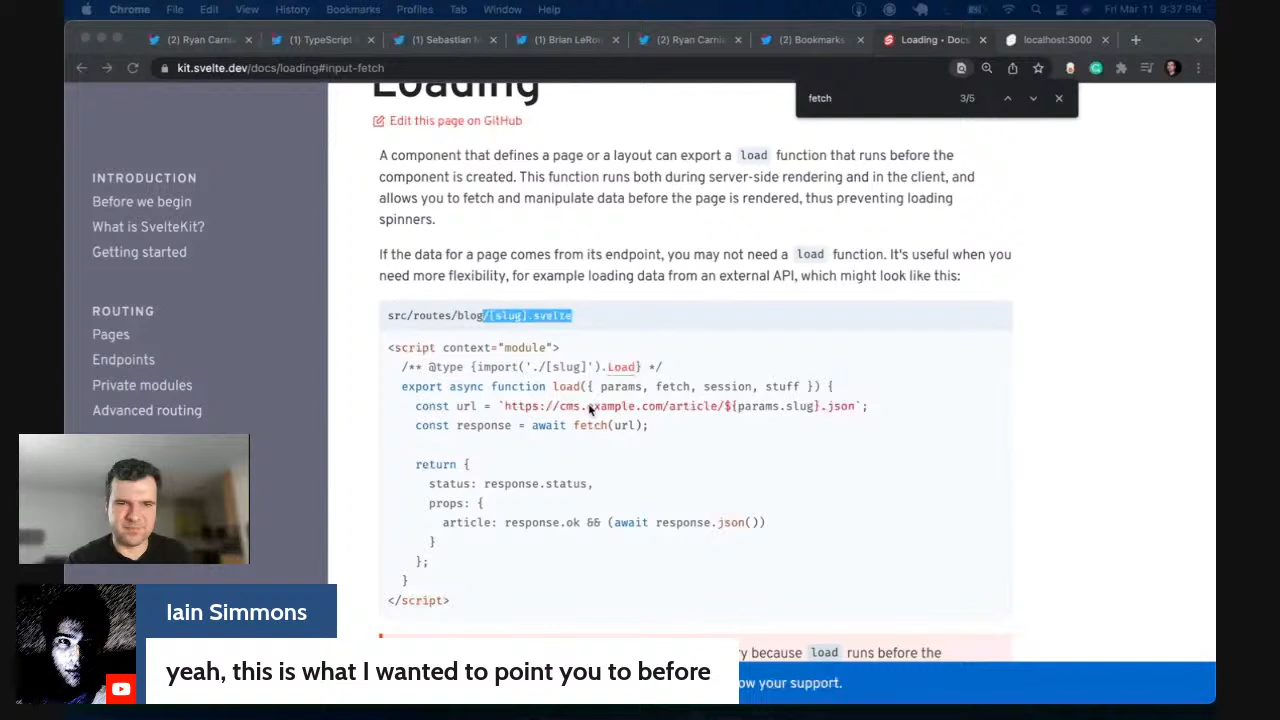 Chrome File Edit View History Bookmarks Profiles Tab Window Help
Fri Mar 11 9:37 PM
(2) Ryan Carni
(1) TypeScript
(1) Sebastian M
(1) Brian LeRou
(2) Ryan Carni
(2) Bookmarks
Loading • Docs
localhost:3000
kit.svelte.dev/docs/loading#input-fetch
fetch
3/5
Loading
Edit this page on GitHub
INTRODUCTION
Before we begin
What is SvelteKit?
Getting started
ROUTING
Pages
Endpoints
Private modules
Advanced routing
A component that defines a page or a layout can export a load function that runs before the
component is created. This function runs both during server-side rendering and in the client, and
allows you to fetch and manipulate data before the page is rendered, thus preventing loading
spinners.
If the data for a page comes from its endpoint, you may not need a load function. It's useful when you
need more flexibility, for example loading data from an external API, which might look like this:
src/routes/blog/[slug].svelte
<script context="module">
/** @type {import('./[slug]').Load} */
export async function load({ params, fetch, session, stuff }) {
const url = `https://cms.example.com/article/${params.slug}.json`;
const response = await fetch(url);
return {
status: response.status,
props: {
article: response.ok && (await response.json())
}
};
}
</script>
ry because load runs before the
ow your support.
Iain Simmons
yeah, this is what I wanted to point you to before